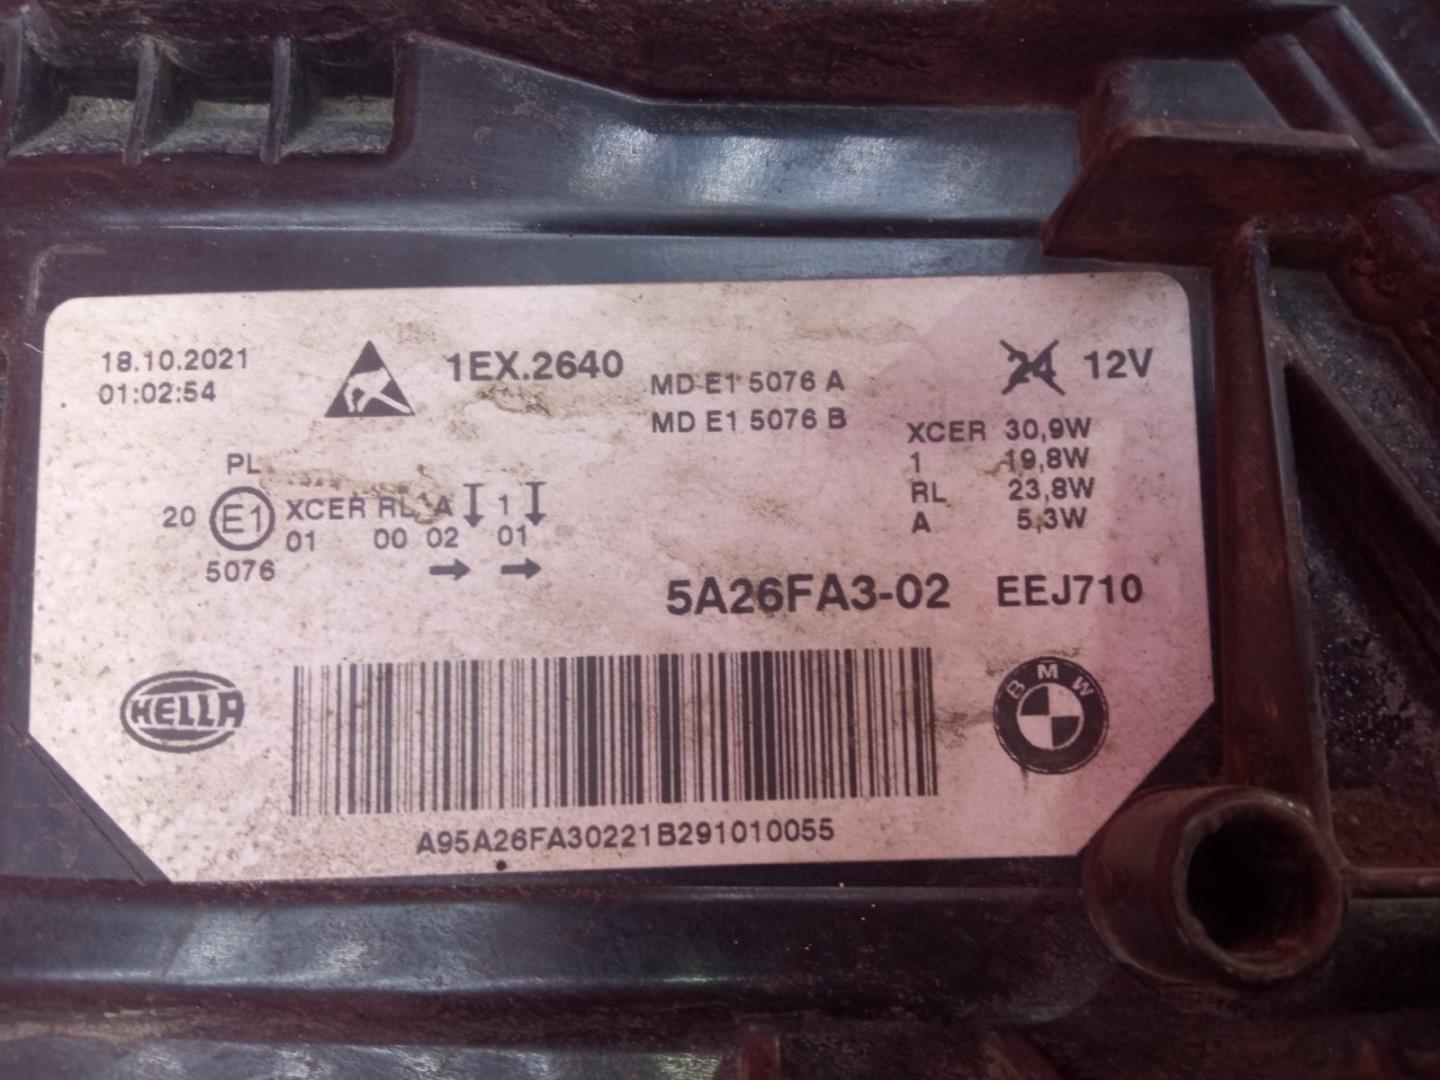 18.10.2021
01:02:54
1EX.2640
MD E1 5076 A
MD E1 5076 B
24 12V
XCER 30,9W
1 19,8W
RL 23,8W
A 5,3W
PL
20 E1 XCER RL A 1
01 00 02 01
5076
5A26FA3-02 EEJ710
HELLA
BMW
A95A26FA30221B291010055